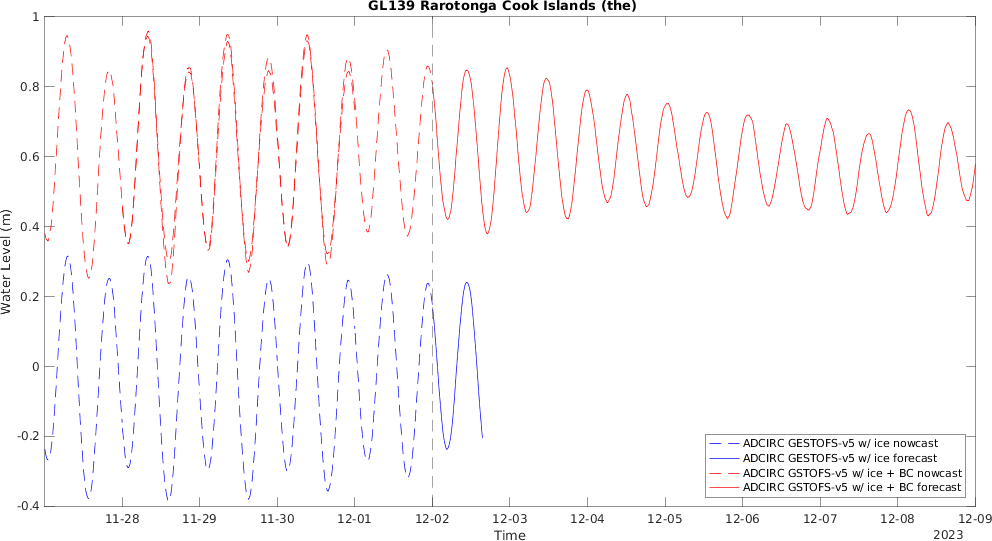 GL139 Rarotonga Cook Islands (the)
Water Level (m)
1
0.8
0.6
0.4
0.2
0
-0.2
-0.4
ADCIRC GESTOFS-v5 w/ ice nowcast
ADCIRC GESTOFS-v5 w/ ice forecast
ADCIRC GSTOFS-v5 w/ ice + BC nowcast
ADCIRC GSTOFS-v5 w/ ice + BC forecast
11-28 11-29 11-30 12-01 12-02 12-03 12-04 12-05 12-06 12-07 12-08 12-09
Time
2023